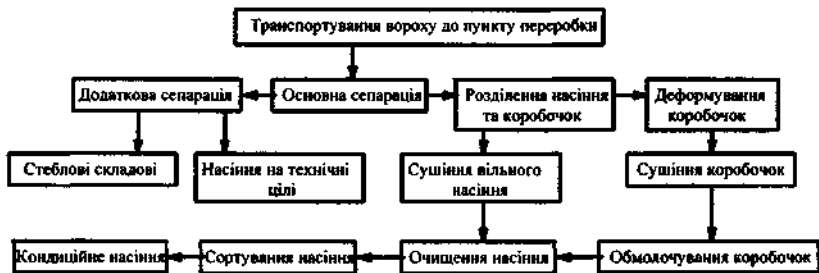 Транспортування вороху до пункту переробки
Додаткова сепарація
Основна сепарація
Розділення насіння
та коробочок
Деформування
коробочок
Стеблові складові
Насіння на технічні
цілі
Сушіння вільного
насіння
Сушіння коробочок
Кондиційне насіння
Сортування насіння
Очищення насіння
Обмолочування коробочок